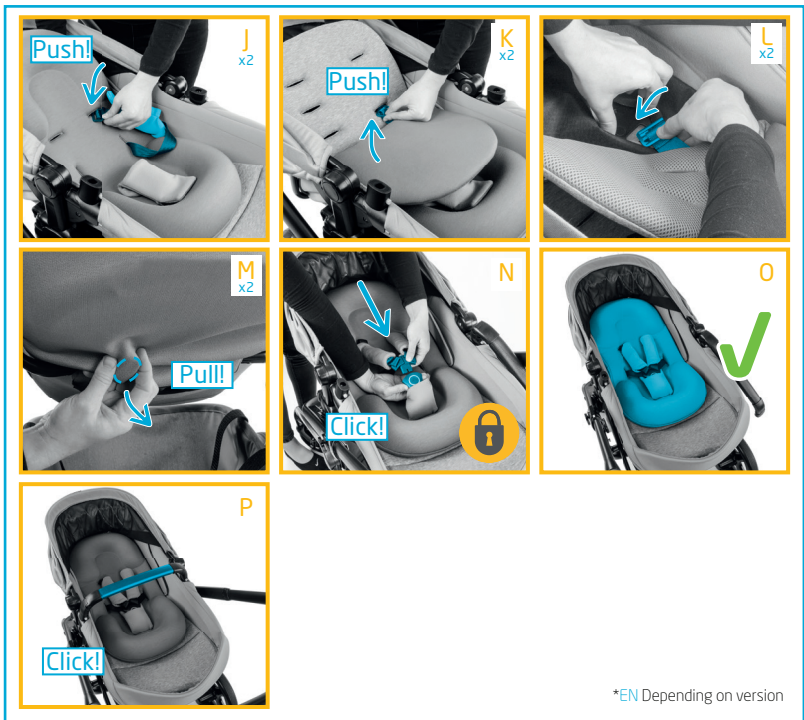 Push!
J
x2
Push!
K
x2
L
x2
M
x2
Pull!
N
Click!
O
P
Click!
*EN Depending on version